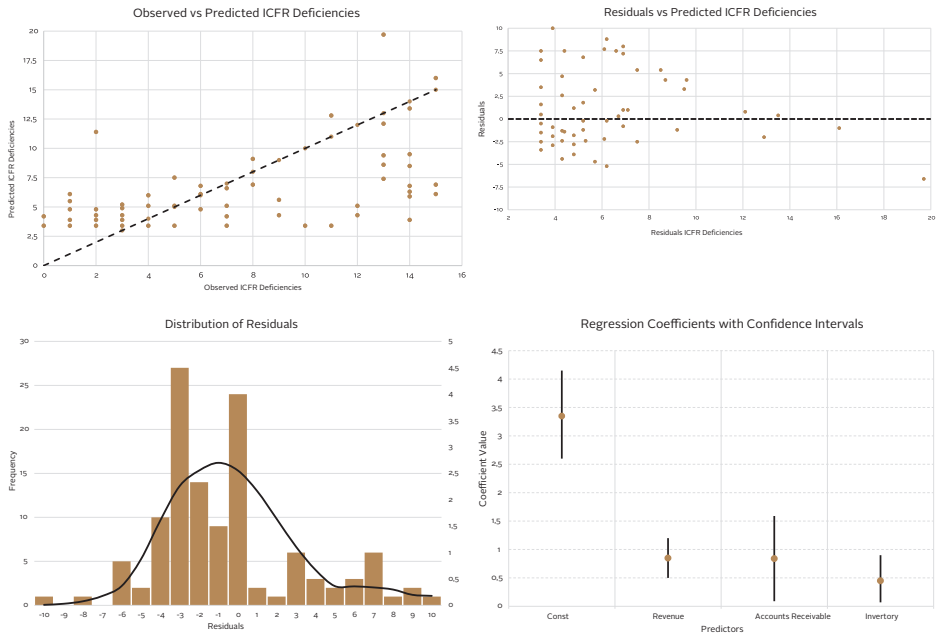 Observed vs Predicted ICFR Deficiencies
20
17.5
15
12.5
10
7.5
5
2.5
0
Predicted ICFR Deficiencies
0 2 4 6 8 10 12 14 16
Observed ICFR Deficiencies
Residuals vs Predicted ICFR Deficiencies
10
7.5
5
2.5
0
-2.5
-5
-7.5
-10
Residuals
2 4 6 8 10 12 14 16 18 20
Residuals ICFR Deficiencies
Distribution of Residuals
30
25
20
15
10
5
0
Frequency
5
4.5
4
3.5
3
2.5
2
1.5
1
0.5
0
-10 -9 -8 -7 -6 -5 -4 -3 -2 -1 0 1 2 3 4 5 6 7 8 9 10
Residuals
Regression Coefficients with Confidence Intervals
4.5
4
3.5
3
2.5
2
1.5
1
0.5
0
Coefficient Value
Const Revenue Accounts Receivable Invertory
Predictors